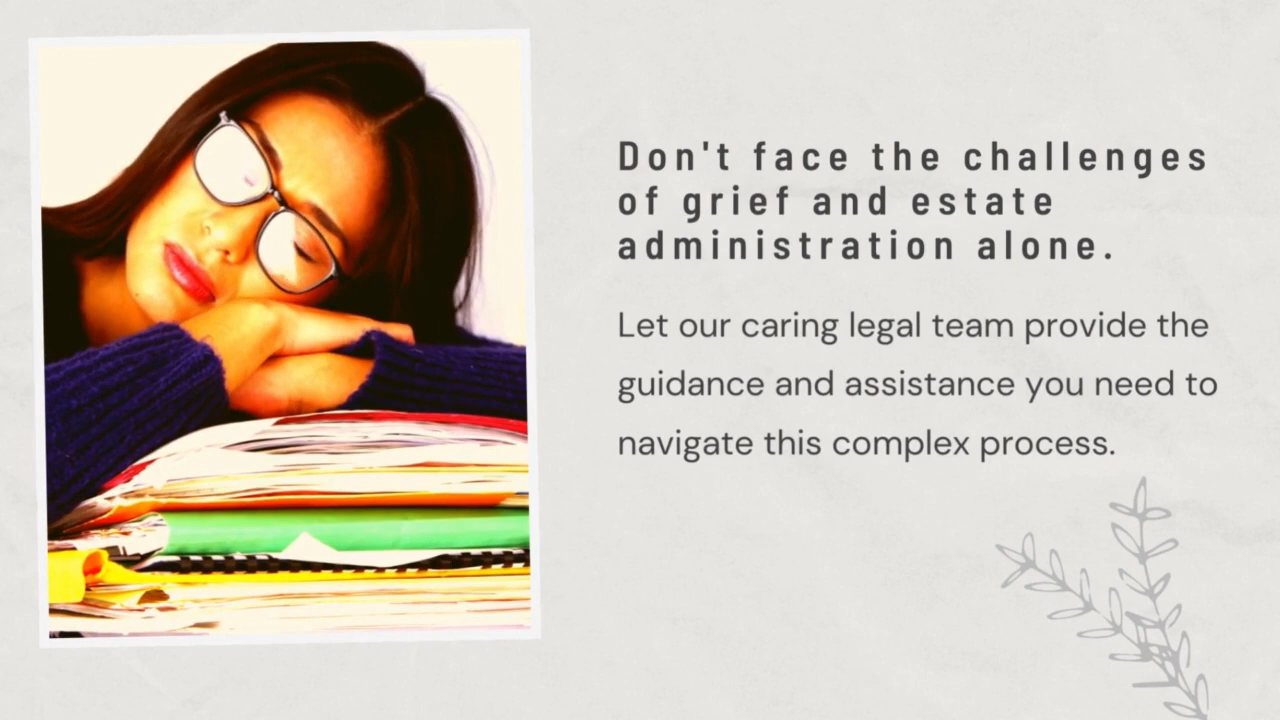 Don't face the challenges
of grief and estate
administration alone.
Let our caring legal team provide the
guidance and assistance you need to
navigate this complex process.